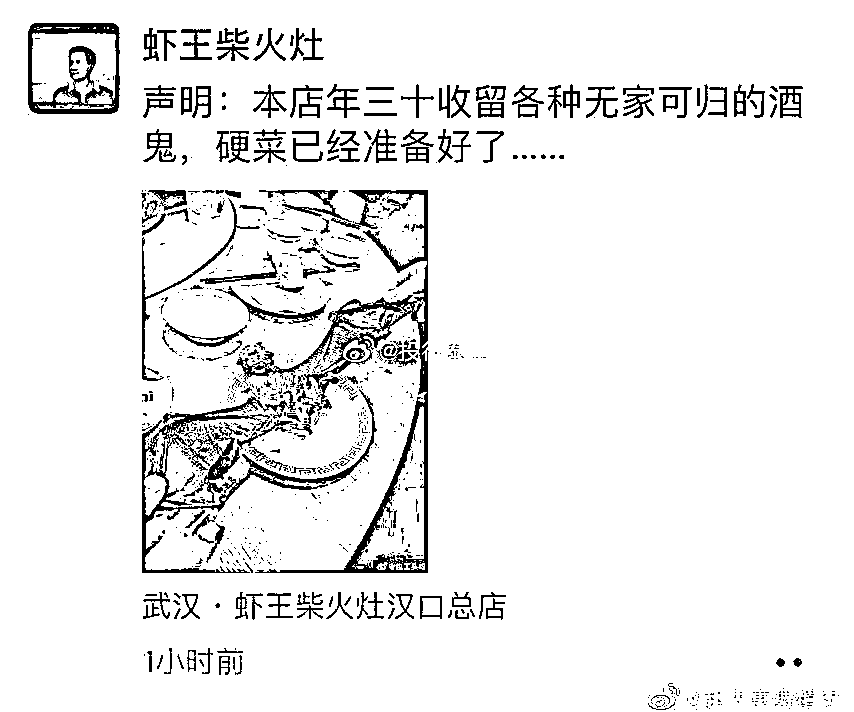 虾王柴火灶
声明：本店年三十收留各种无家可归的酒
鬼，硬菜已经准备好了……
武汉·虾王柴火灶汉口总店
1小时前